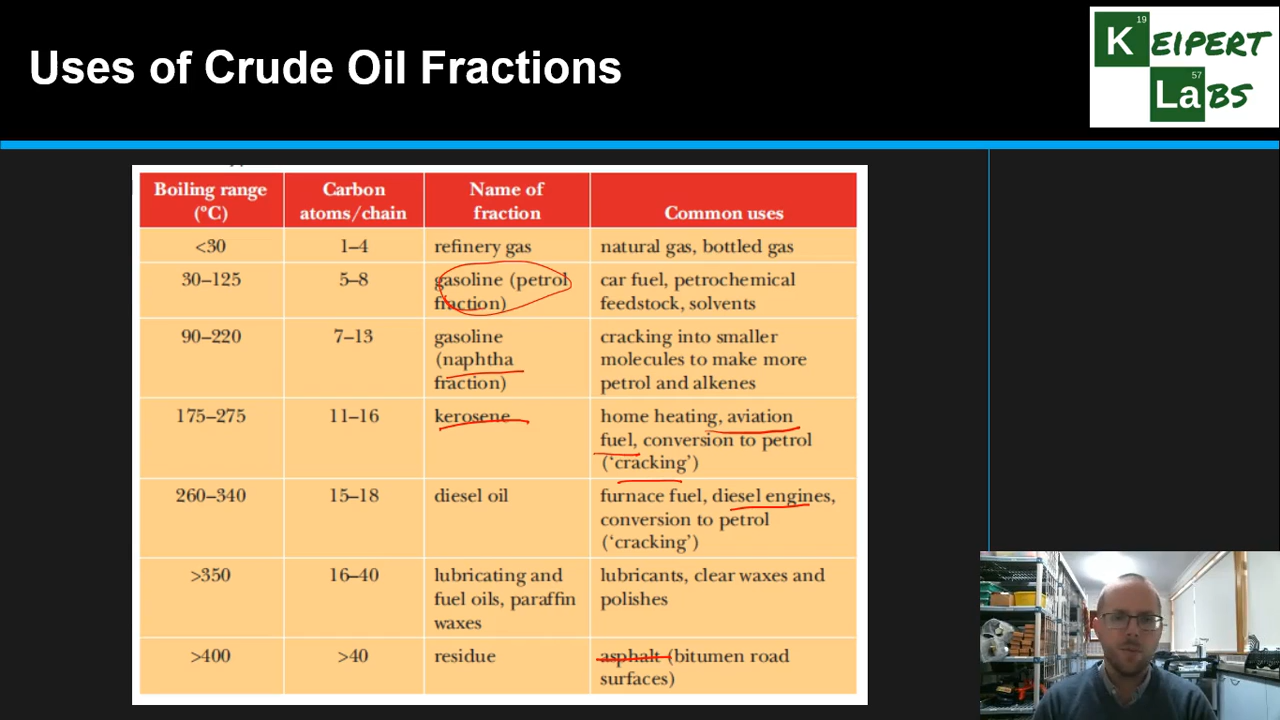 Uses of Crude Oil Fractions
19
K EIPERT
57
La BS
Boiling range
(°C)
Carbon
atoms/chain
Name of
fraction
Common uses
<30
1–4
refinery gas
natural gas, bottled gas
30–125
5–8
gasoline (petrol
fraction)
car fuel, petrochemical
feedstock, solvents
90–220
7–13
gasoline
(naphtha
fraction)
cracking into smaller
molecules to make more
petrol and alkenes
175–275
11–16
kerosene
home heating, aviation
fuel, conversion to petrol
(‘cracking’)
260–340
15–18
diesel oil
furnace fuel, diesel engines,
conversion to petrol
(‘cracking’)
>350
16–40
lubricating and
fuel oils, paraffin
waxes
lubricants, clear waxes and
polishes
>400
>40
residue
asphalt (bitumen road
surfaces)